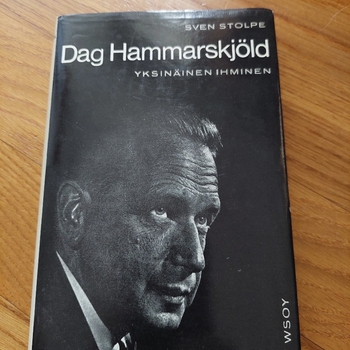 SVEN STOLPE
Dag Hammarskjöld
YKSINÄINEN IHMINEN
WSOY